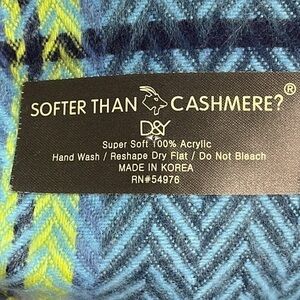 SOFTER THAN CASHMERE?®
D&Y
Super Soft 100% Acrylic
Hand Wash / Reshape Dry Flat / Do Not Bleach
MADE IN KOREA
RN#54976